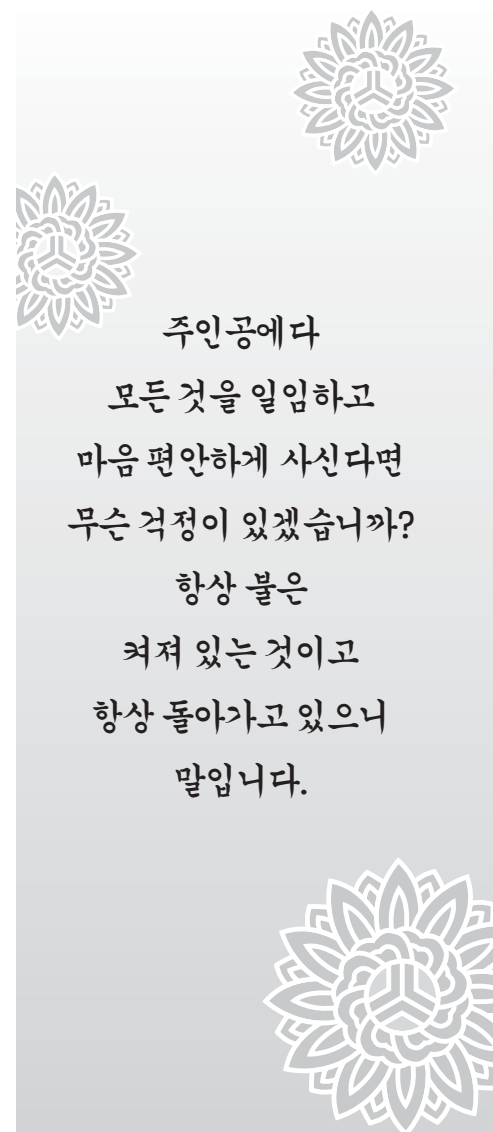 주인공에다
모든 것을 일임하고
마음 편안하게 사신다면
무슨 걱정이 있겠습니까?
항상 불은
켜져 있는 것이고
항상 돌아가고 있으니
말입니다.